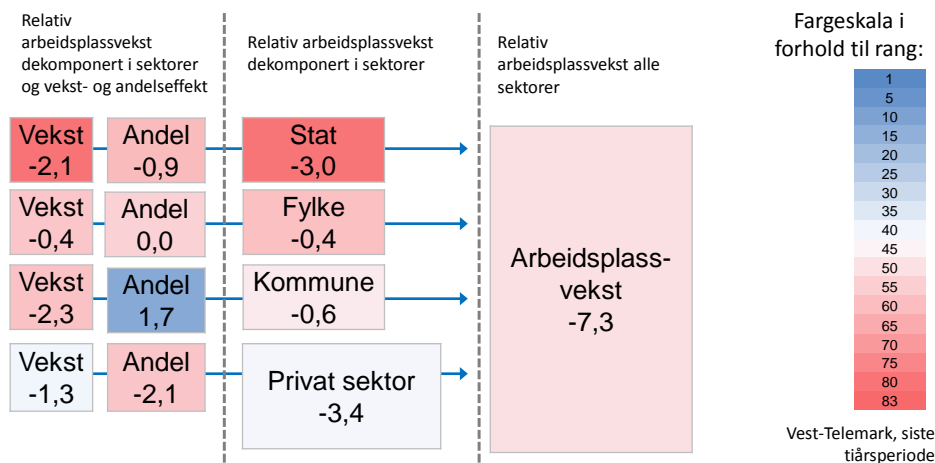 Relativ
arbeidsplassvekst
dekomponert i sektorer
og vekst- og andelseffekt
Relativ arbeidsplassvekst
dekomponert i sektorer
Relativ
arbeidsplassvekst alle
sektorer
Fargeskala i
forhold til rang:
Vekst
-2,1
Andel
-0,9
Stat
-3,0
Vekst
-0,4
Andel
0,0
Fylke
-0,4
Vekst
-2,3
Andel
1,7
Kommune
-0,6
Vekst
-1,3
Andel
-2,1
Privat sektor
-3,4
Arbeidsplass-
vekst
-7,3
1
5
10
15
20
25
30
35
40
45
50
55
60
65
70
75
80
83
Vest-Telemark, siste
tiårsperiode